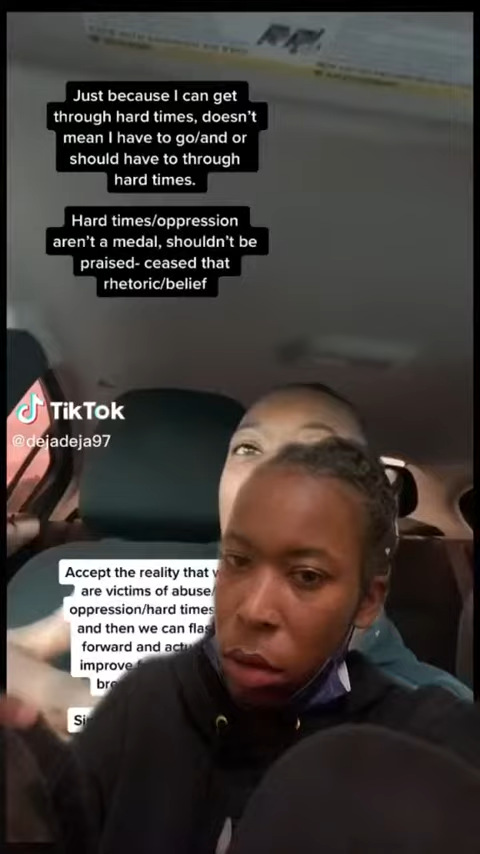 Just because I can get
through hard times, doesn't
mean I have to go/and or
should have to through
hard times.
Hard times/oppression
aren't a medal, shouldn't be
praised- ceased that
rhetoric/belief
TikTok
@dejadeja97
Accept the reality that
are victims of abuse/
oppression/hard times
and then we can
forward and
improve